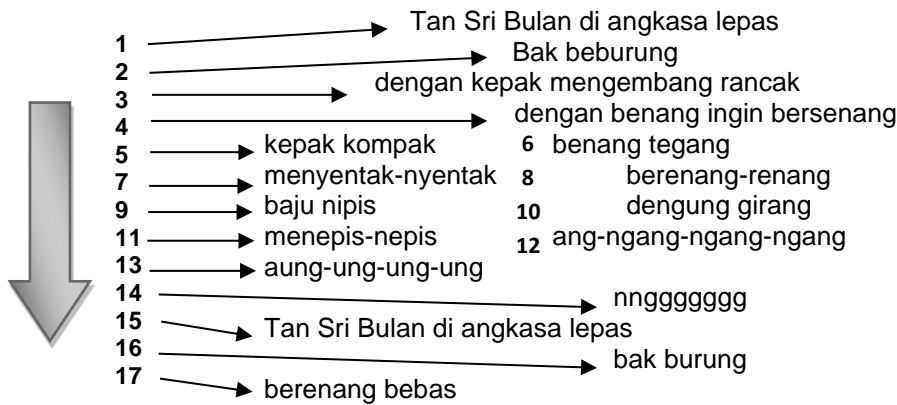 1 Tan Sri Bulan di angkasa lepas
2 Bak beburung
3 dengan kepak mengembang rancak
4 dengan benang ingin bersenang
5 kepak kompak 6 benang tegang
7 menyentak-nyentak 8 berenang-renang
9 baju nipis 10 dengung girang
11 menepis-nepis 12 ang-ngang-ngang-ngang
13 aung-ung-ung-ung
14 nnggggggg
15 Tan Sri Bulan di angkasa lepas
16 bak burung
17 berenang bebas